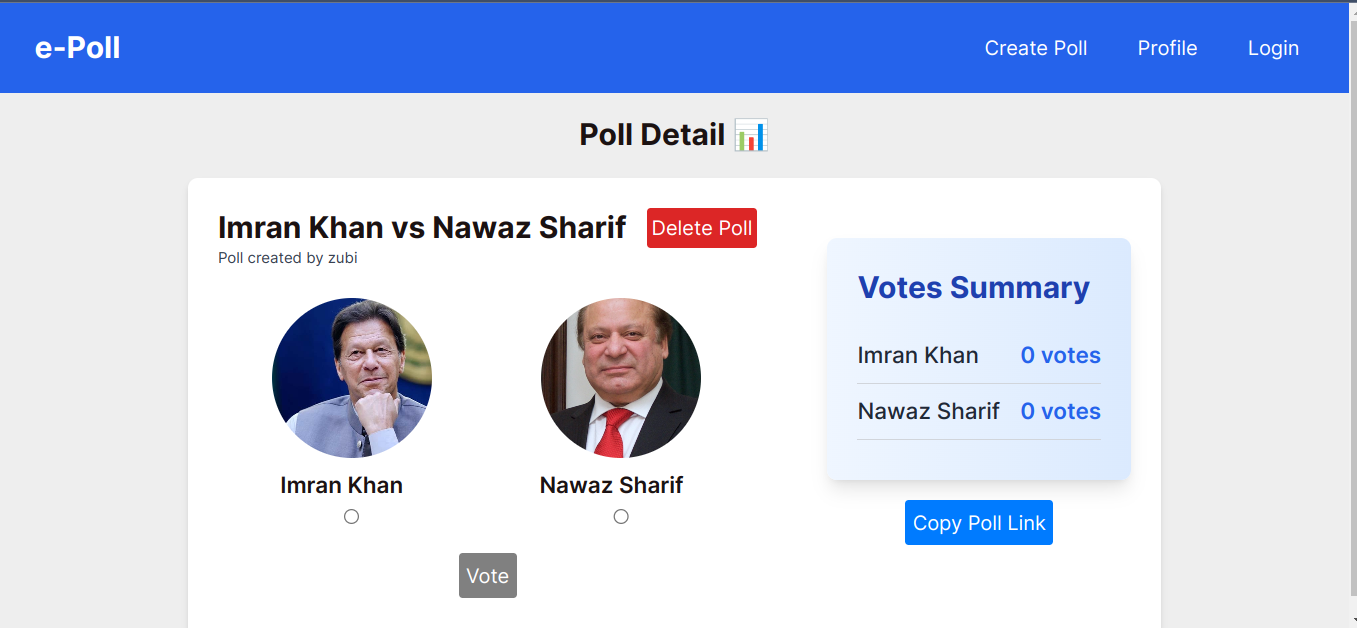 e-Poll
Create Poll Profile Login
Poll Detail
Imran Khan vs Nawaz Sharif Delete Poll
Poll created by zubi
Imran Khan
Nawaz Sharif
Vote
Votes Summary
Imran Khan 0 votes
Nawaz Sharif 0 votes
Copy Poll Link